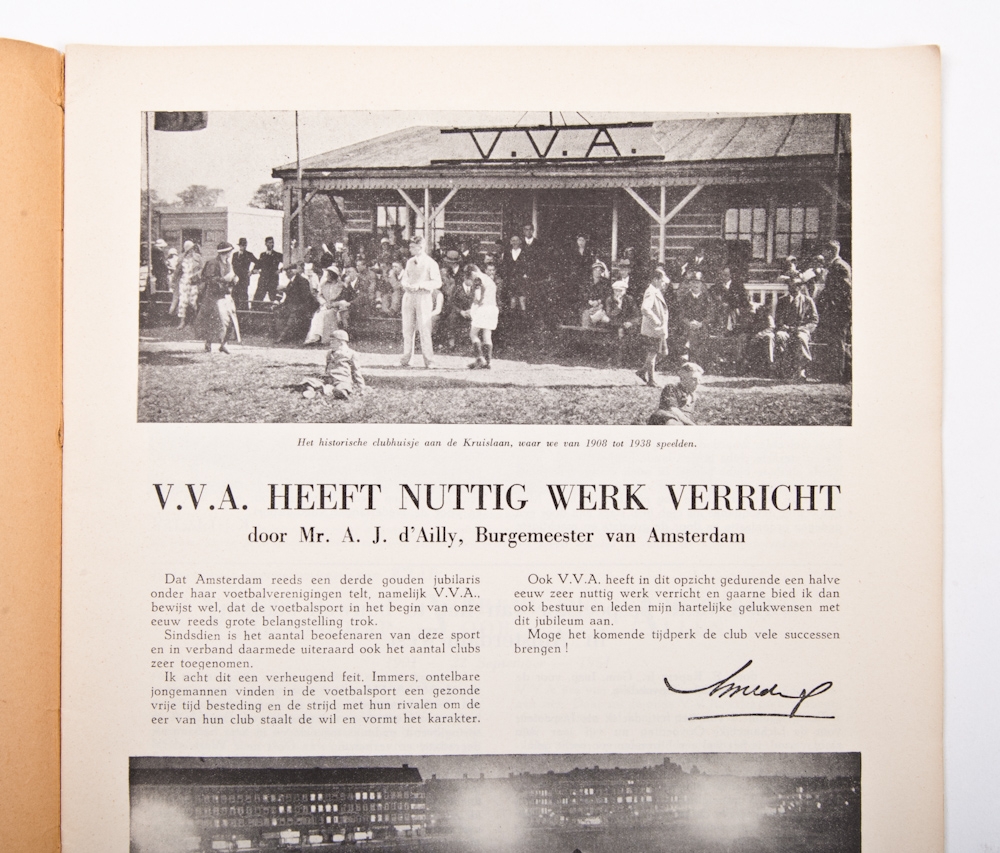 V.V.A.
Het historische clubhuisje aan de Kruislaan, waar we van 1908 tot 1938 speelden.
V.V.A. HEEFT NUTTIG WERK VERRICHT
door Mr. A. J. d'Ailly, Burgemeester van Amsterdam
Dat Amsterdam reeds een derde gouden jubilaris
onder haar voetbalverenigingen telt, namelijk V.V.A.,
bewijst wel, dat de voetbalsport in het begin van onze
eeuw reeds grote belangstelling trok.
Sindsdien is het aantal beoefenaren van deze sport
en in verband daarmede uiteraard ook het aantal clubs
zeer toegenomen.
Ik acht dit een verheugend feit. Immers, ontelbare
jongemannen vinden in de voetbalsport een gezonde
vrije tijd besteding en de strijd met hun rivalen om de
eer van hun club staalt de wil en vormt het karakter.
Ook V.V.A. heeft in dit opzicht gedurende een halve
eeuw zeer nuttig werk verricht en gaarne bied ik dan
ook bestuur en leden mijn hartelijke gelukwensen met
dit jubileum aan.
Moge het komende tijdperk de club vele successen
brengen !